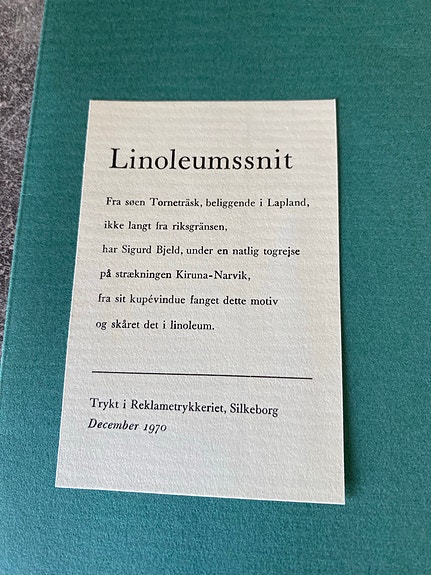 Linoleumssnit
Fra søen Torneträsk, beliggende i Lapland,
ikke langt fra riksgränsen,
har Sigurd Bjeld, under en natlig togrejse
på strækningen Kiruna-Narvik,
fra sit kupévindue fanget dette motiv
og skåret det i linoleum.
Trykt i Reklametrykkeriet, Silkeborg
December 1970